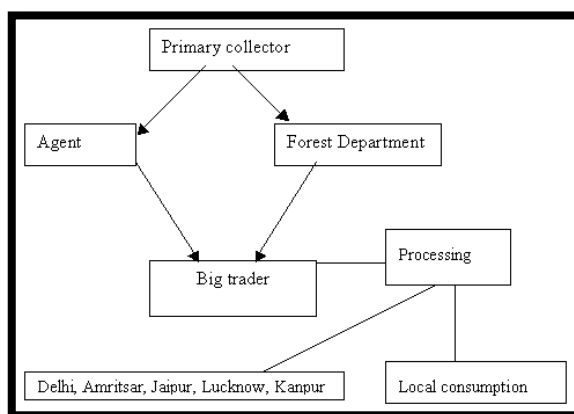 Primary collector
Agent
Forest Department
Big trader
Processing
Delhi, Amritsar, Jaipur, Lucknow, Kanpur
Local consumption